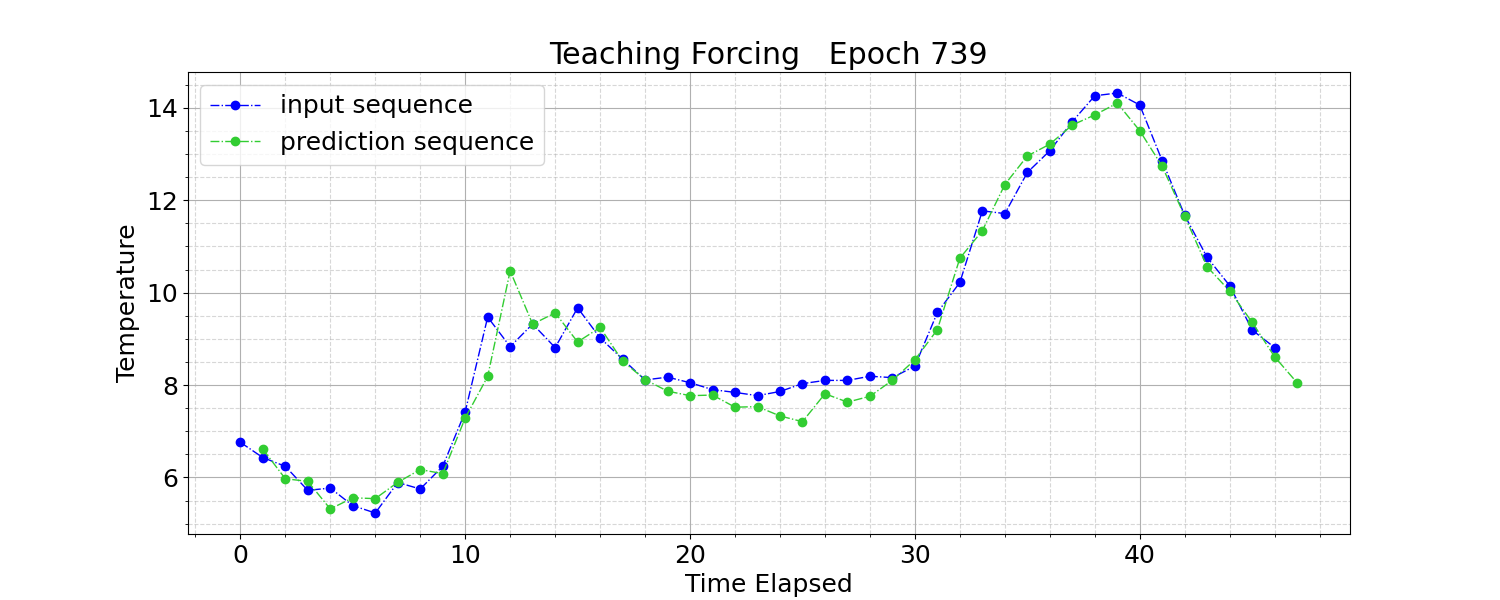 Teaching Forcing   Epoch 739
input sequence
prediction sequence
Temperature
14
12
10
8
6
0 10 20 30 40
Time Elapsed